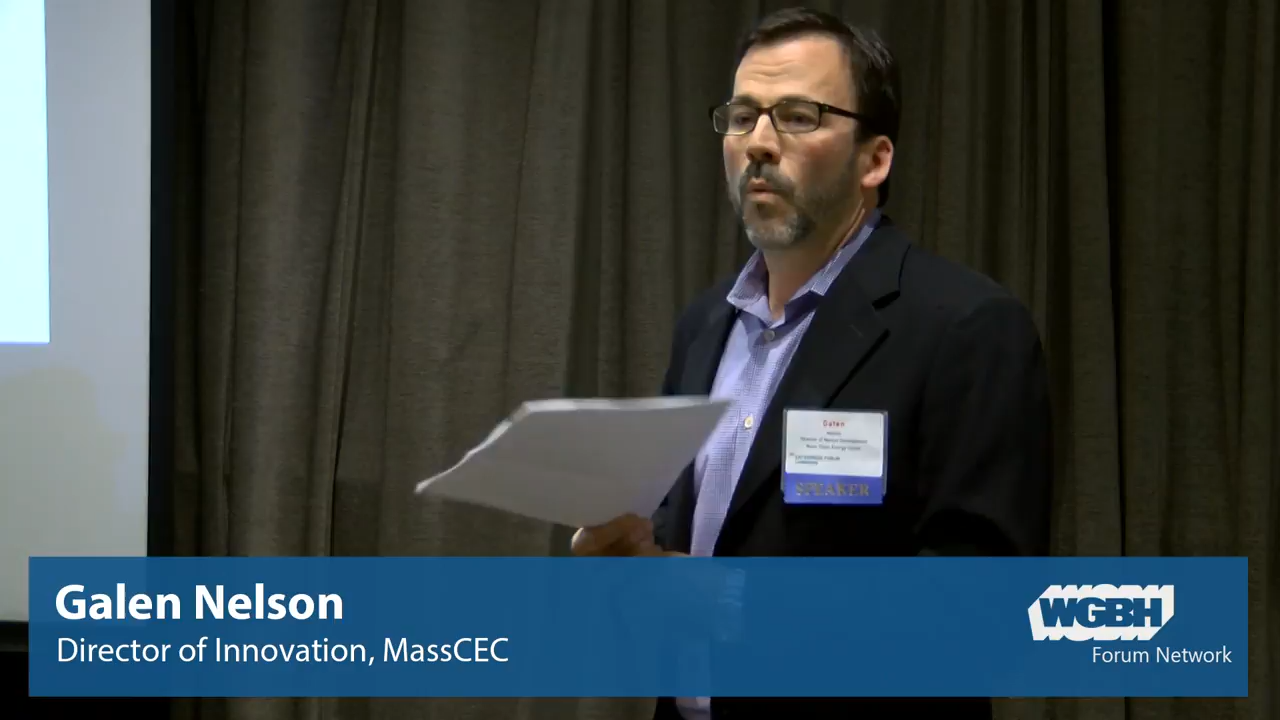 Galen
SPEAKER
Galen Nelson
Director of Innovation, MassCEC
WGBH
Forum Network